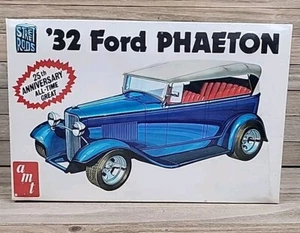 STREET RODS
'32 Ford PHAETON
25th
ANNIVERSARY
ALL-TIME
GREAT
amt